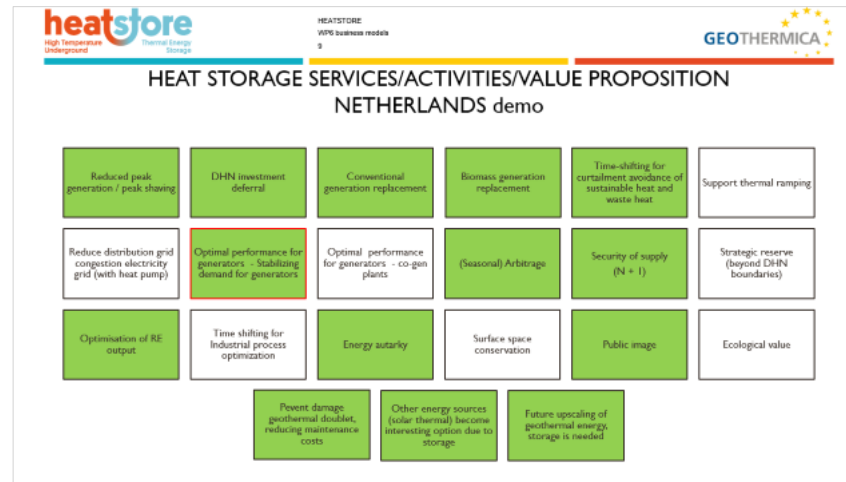 heatstore
High Temperature Underground
Thermal Energy Storage
HEATSTORE
WP6 business models
9
GEOTHERMICA
HEAT STORAGE SERVICES/ACTIVITIES/VALUE PROPOSITION
NETHERLANDS demo
Reduced peak
generation / peak shaving
DHN investment
deferral
Conventional
generation replacement
Biomass generation
replacement
Time-shifting for
curtailment avoidance of
sustainable heat and
waste heat
Support thermal ramping
Reduce distribution grid
congestion electricity
grid (with heat pump)
Optimal performance for
generators - Stabilizing
demand for generators
Optimal performance
for generators - co-gen
plants
(Seasonal) Arbitrage
Security of supply
(N + 1)
Strategic reserve
(beyond DHN
boundaries)
Optimisation of RE
output
Time shifting for
Industrial process
optimization
Energy autarky
Surface space
conservation
Public image
Ecological value
Pevent damage
geothermal doublet,
reducing maintenance
costs
Other energy sources
(solar thermal) become
interesting option due to
storage
Future upscaling of
geothermal energy,
storage is needed